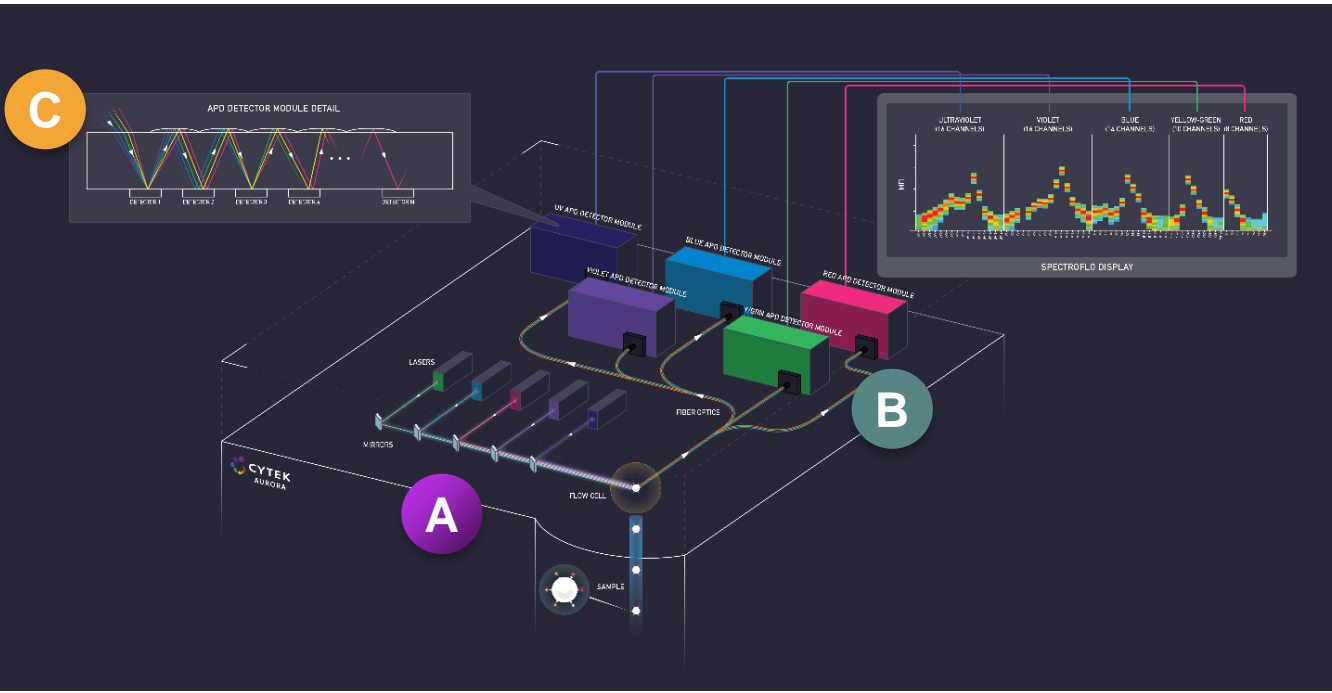 C
APD DETECTOR MODULE DETAIL
DETECTOR 1
DETECTOR 2
DETECTOR 3
DETECTOR 4
DETECTOR N
ULTRAVIOLET
(16 CHANNELS)
VIOLET
(16 CHANNELS)
BLUE
(14 CHANNELS)
YELLOW-GREEN
(10 CHANNELS)
RED
(8 CHANNELS)
MFI
SPECTROFLO DISPLAY
UV APD DETECTOR MODULE
BLUE APD DETECTOR MODULE
VIOLET APD DETECTOR MODULE
RED APD DETECTOR MODULE
Y/GRN APD DETECTOR MODULE
LASERS
FIBER OPTICS
B
MIRRORS
CYTEK
AURORA
FLOW CELL
A
SAMPLE